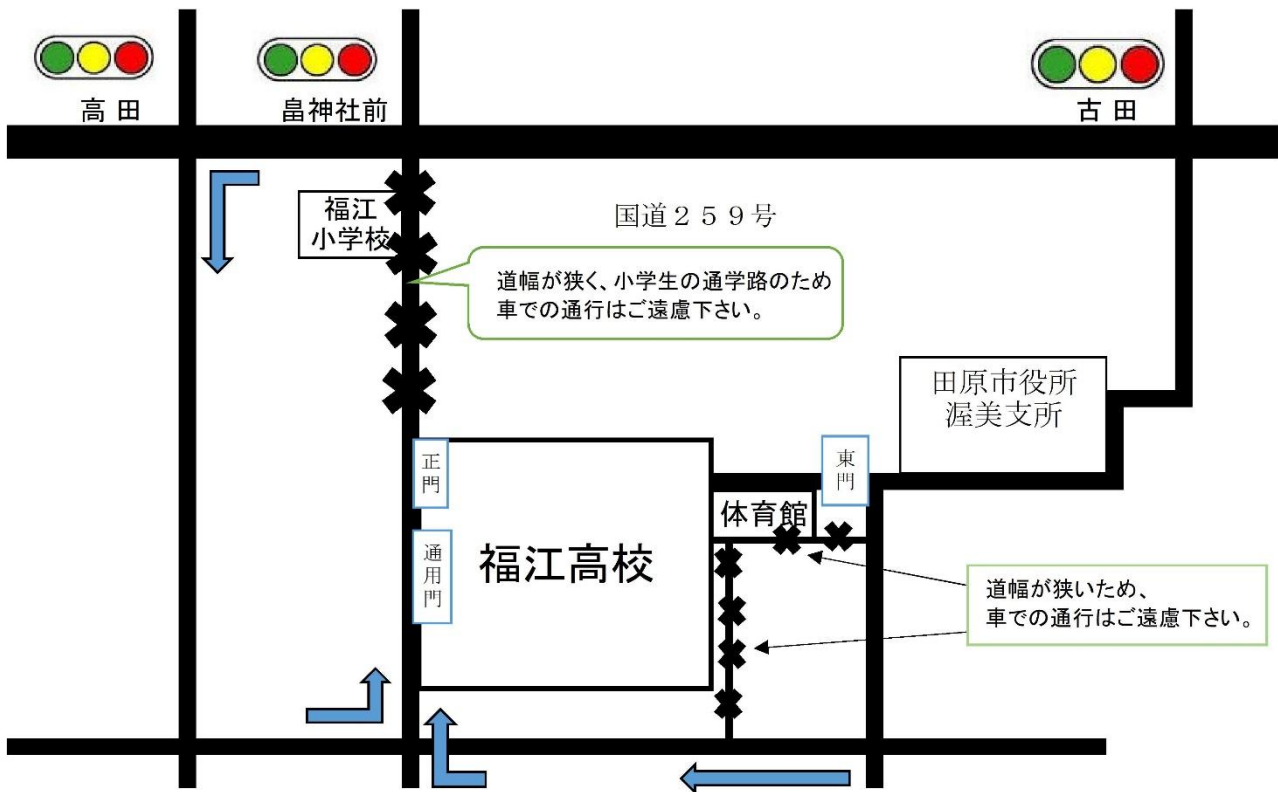 高田
畠神社前
古田
福江
小学校
国道２５９号
道幅が狭く、小学生の通学路のため
車での通行はご遠慮下さい。
田原市役所
渥美支所
正門
東門
体育館
通用門
福江高校
道幅が狭いため、
車での通行はご遠慮下さい。